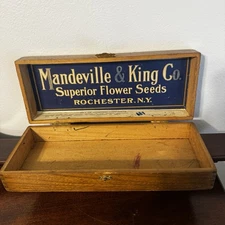 Mandeville & King Co.
Superior Flower Seeds
ROCHESTER. N.Y.